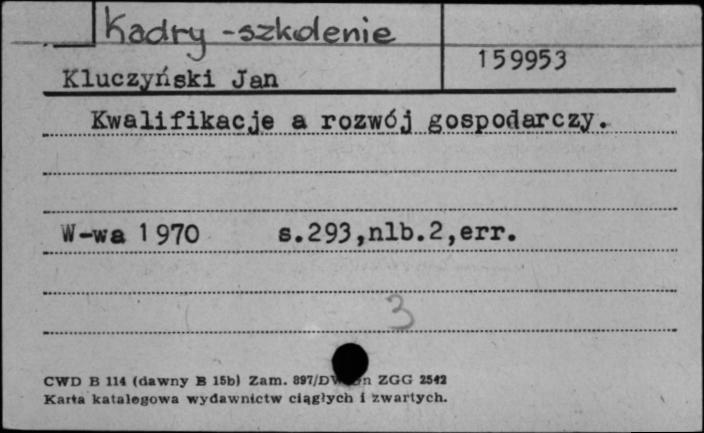 Kadry - szkolenie
159953
Kluczyński Jan
Kwalifikacje a rozwój gospodarczy.
W-wa 1970 s.293,nlb.2,err.
3
CWD B 114 (dawny B 15b) Zam. 897/ ZGG 2542
Karta katalogowa wydawnictw ciągłych i zwartych.